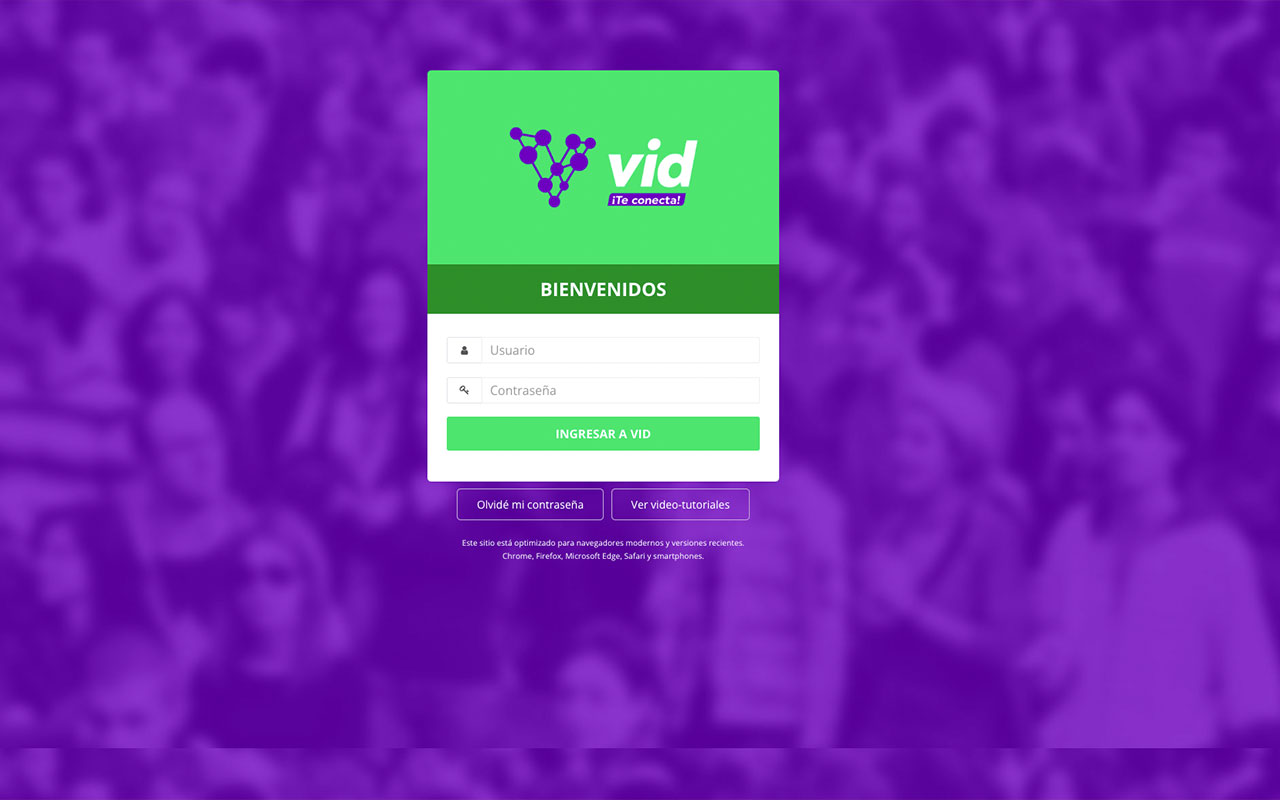 vid
¡Te conecta!
BIENVENIDOS
Usuario
Contraseña
INGRESAR A VID
Olvidé mi contraseña
Ver video-tutoriales
Este sitio está optimizado para navegadores modernos y versiones recientes.
Chrome, Firefox, Microsoft Edge, Safari y smartphones.